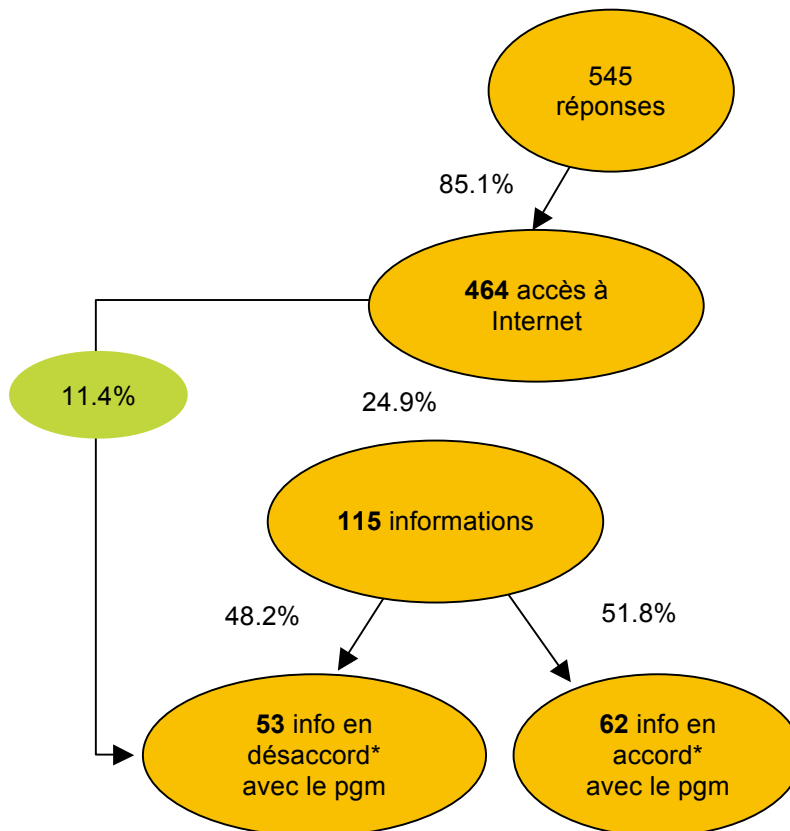 545
réponses
85.1%
464 accès à
Internet
11.4%
24.9%
115 informations
48.2%
51.8%
53 info en
désaccord*
avec le pgm
62 info en
accord*
avec le pgm